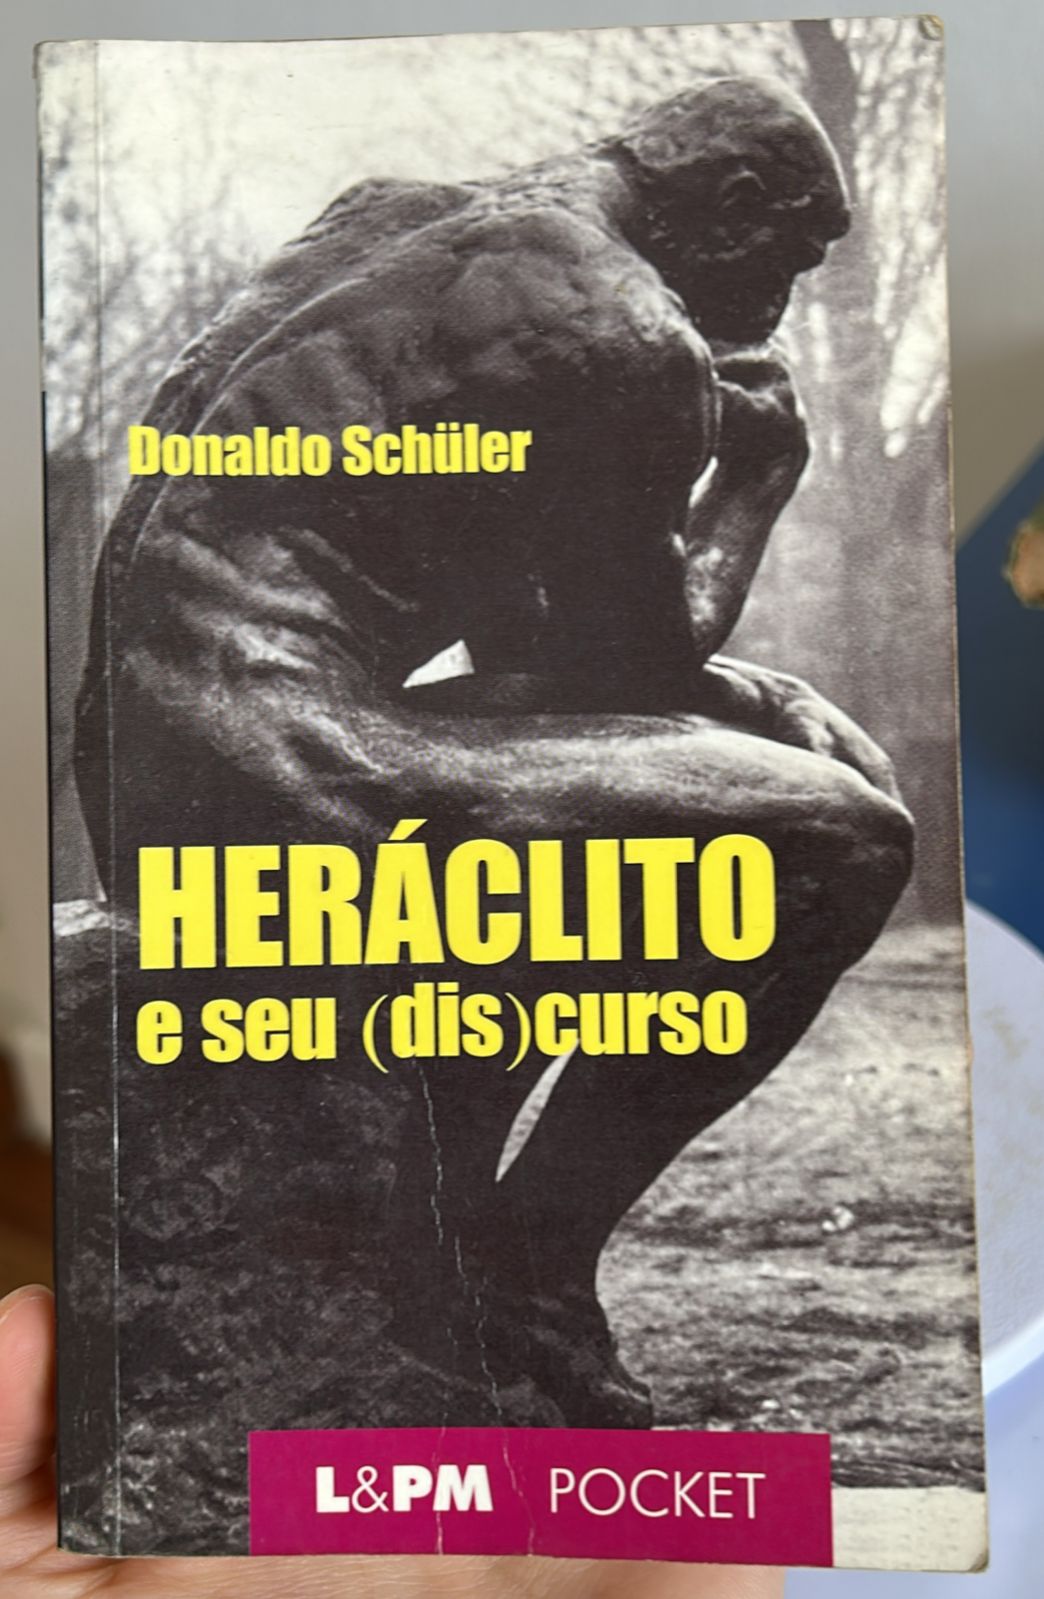 Donaldo Schüler
HERÁCLITO
e seu (dis)curso
L&PM POCKET